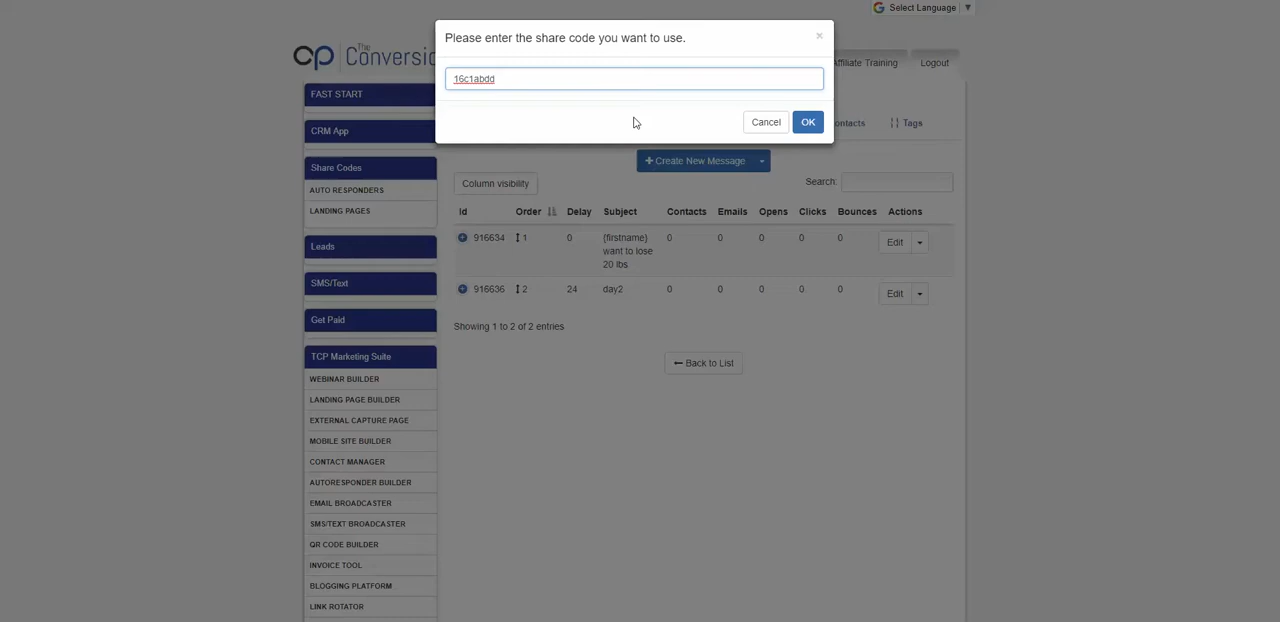 Select Language ▼
Please enter the share code you want to use. ×
cp The Conversio
Affiliate Training Logout
16c1abdd
FAST START
Cancel OK
CRM App
ontacts Tags
Create New Message
Share Codes
Column visibility Search:
AUTO RESPONDERS
LANDING PAGES
Id Order Delay Subject Contacts Emails Opens Clicks Bounces Actions
916634 1 0 {firstname} want to lose 20 lbs 0 0 0 0 0 Edit
Leads
SMS/Text
916636 2 24 day2 0 0 0 0 0 Edit
Get Paid
Showing 1 to 2 of 2 entries
TCP Marketing Suite
Back to List
WEBINAR BUILDER
LANDING PAGE BUILDER
EXTERNAL CAPTURE PAGE
MOBILE SITE BUILDER
CONTACT MANAGER
AUTORESPONDER BUILDER
EMAIL BROADCASTER
SMS/TEXT BROADCASTER
QR CODE BUILDER
INVOICE TOOL
BLOGGING PLATFORM
LINK ROTATOR